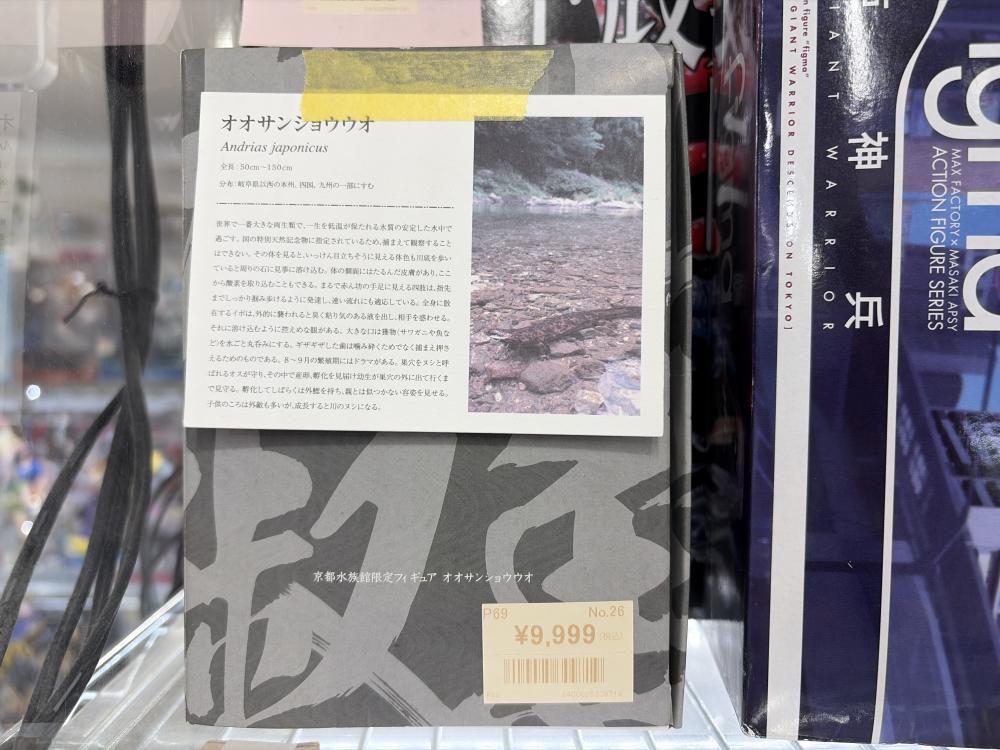 オオサンショウウオ
Andrias japonicus
全長：50cm〜150cm
分布：岐阜県以西の本州、四国、九州の一部にすむ
世界で一番大きな両生類で、一生を低温が保たれる水質の安定した水中で
過ごす。国の特別天然記念物に指定されているため、捕まえて観察すること
はできない。その体を見ると、いっけん目立ちそうに見える体色も川底を歩い
ていると周りの石に見事に溶け込む。体の側面にはたるんだ皮膚があり、ここ
から酸素を取り込むこともできる。まるで赤ん坊の手足に見える四肢は、指先
までしっかり掴み歩けるように発達し、速い流れにも適応している。全身に散
在するイボは、外的に襲われると臭く粘り気のある液を出し、相手を惑わせる。
それに溶け込むように控えめな眼がある。大きな口は獲物（サワガニや魚な
ど）を水ごと丸呑みにする。ギザギザした歯は噛み砕くためでなく捕まえ押さ
えるためのものである。8〜9月の繁殖期にはドラマがある。巣穴をヌシと呼
ばれるオスが守り、その中で産卵、孵化を見届け幼生が巣穴の外に出て行くま
で見守る。孵化してしばらくは外鰓を持ち、親とは似つかない容姿を見せる。
子供のころは外敵も多いが、成長すると川のヌシになる。
京都水族館限定フィギュア オオサンショウウオ
P69 No.26
¥9,999 (税込)
n figure "figma"
GIANT WARRIOR DESCENDS ON TOKYO]
ANT WARRIOR
神兵
MAX FACTORY × MASAKI APSY
ACTION FIGURE SERIES